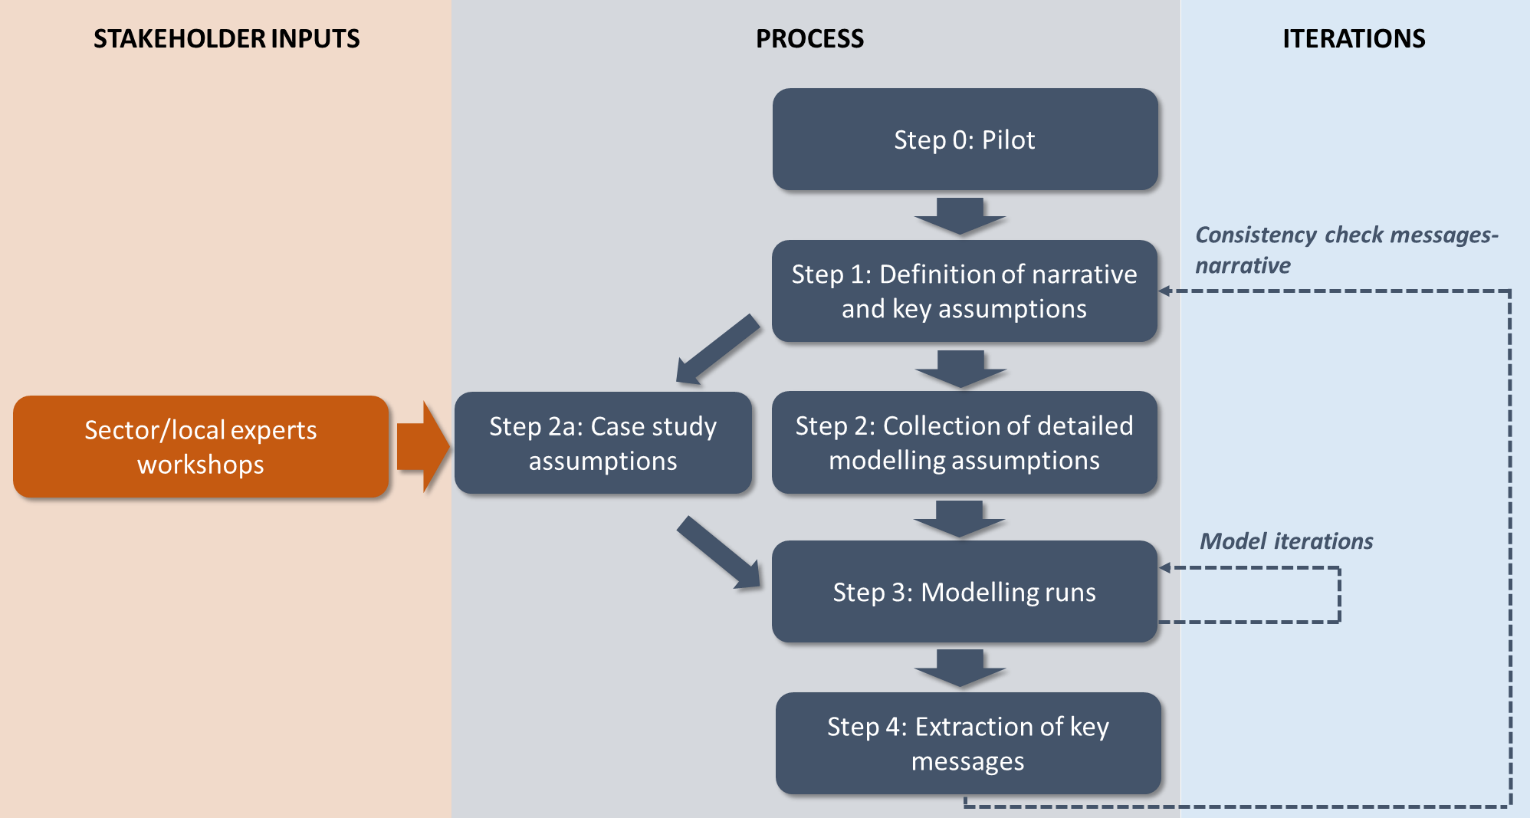 STAKEHOLDER INPUTS
PROCESS
ITERATIONS
Step 0: Pilot
Consistency check messages-
narrative
Step 1: Definition of narrative
and key assumptions
Sector/local experts
workshops
Step 2a: Case study
assumptions
Step 2: Collection of detailed
modelling assumptions
Model iterations
Step 3: Modelling runs
Step 4: Extraction of key
messages